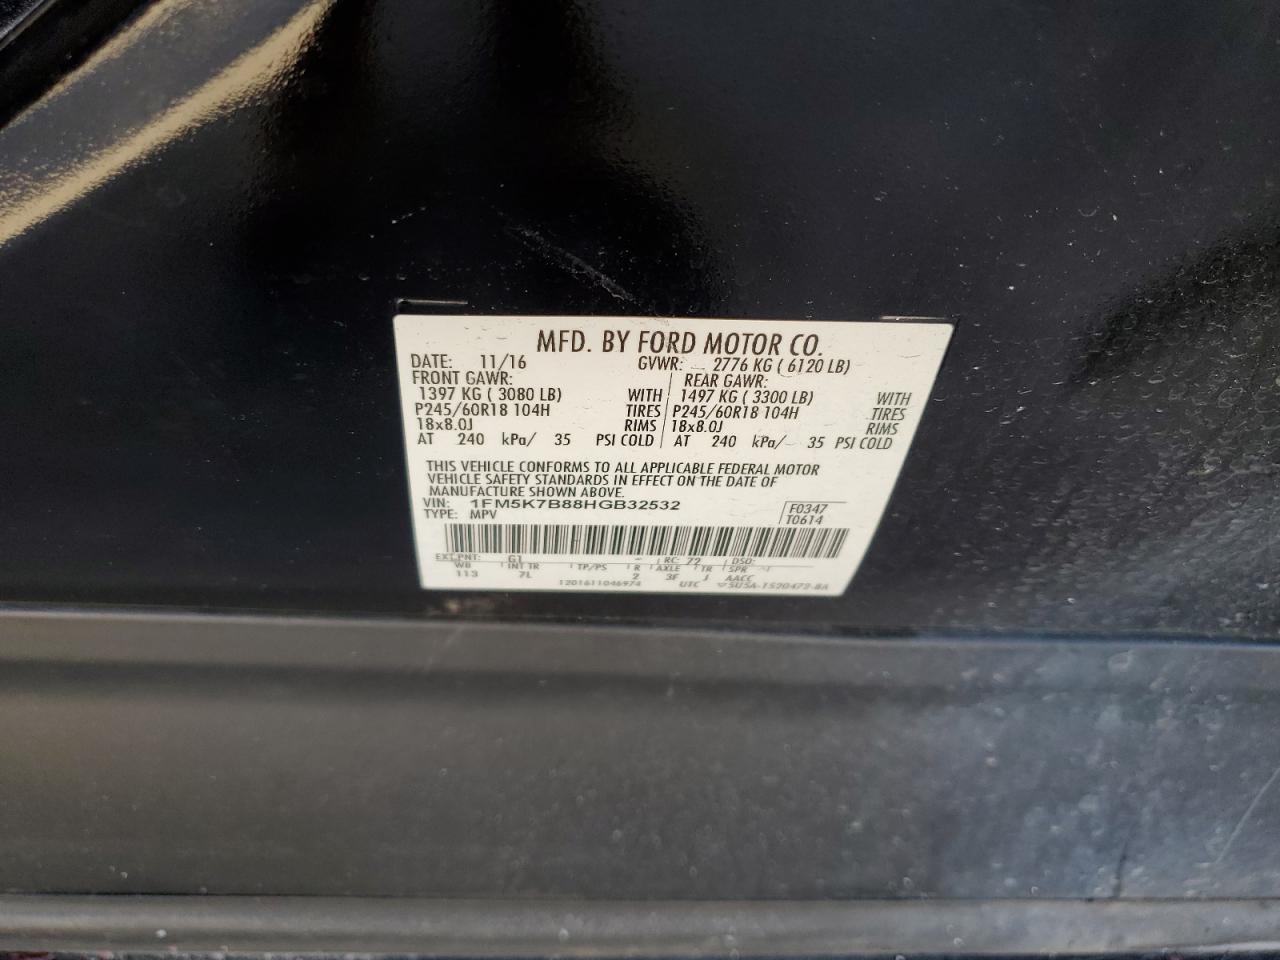 MFD. BY FORD MOTOR CO.
DATE: 11/16 GVWR: 2776 KG ( 6120 LB)
FRONT GAWR: REAR GAWR:
1397 KG ( 3080 LB) WITH 1497 KG ( 3300 LB) WITH
P245/60R18 104H TIRES P245/60R18 104H TIRES
18x8.0J RIMS 18x8.0J RIMS
AT 240 kPa/ 35 PSI COLD AT 240 kPa/ 35 PSI COLD
THIS VEHICLE CONFORMS TO ALL APPLICABLE FEDERAL MOTOR
VEHICLE SAFETY STANDARDS IN EFFECT ON THE DATE OF
MANUFACTURE SHOWN ABOVE.
VIN: 1FM5K7B88HGB32532 F0347
TYPE: MPV T0614
EXT PNT: G1 - RC: 72 DSO:
WB INT TR TP/PS R AXLE TR SPR
113 7L 2 3F J AACC
1201611046974 UTC